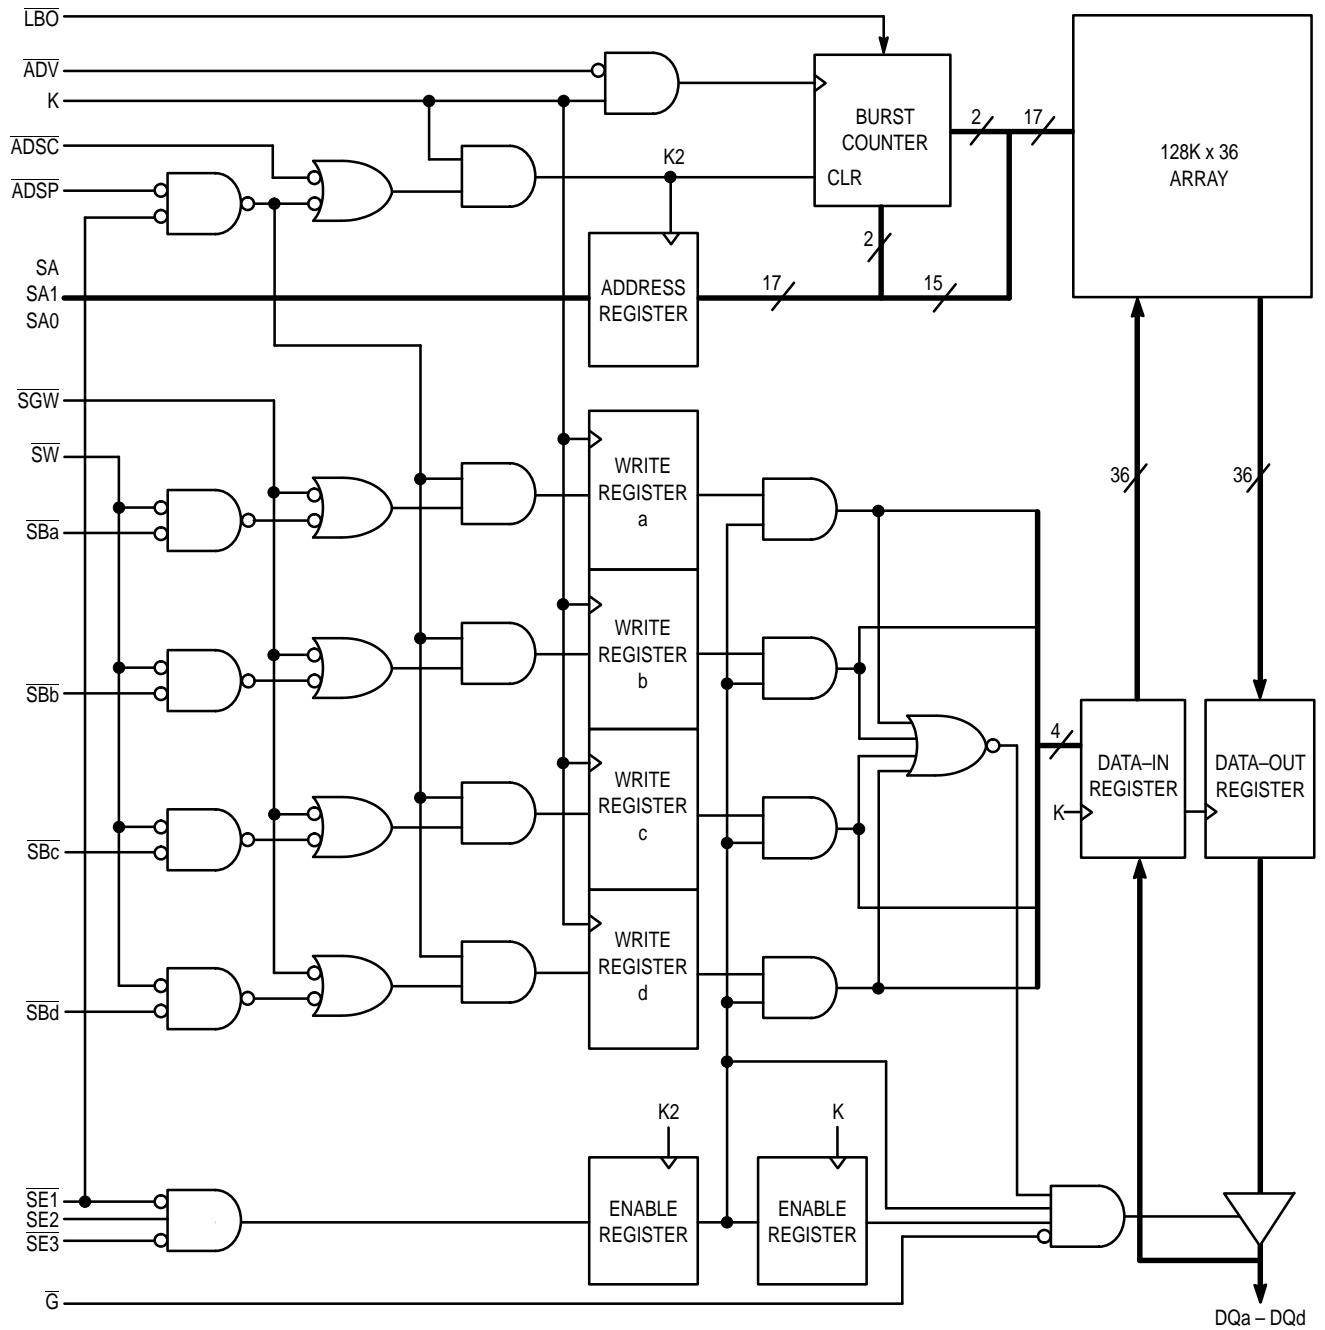 LBO
ADV
K
ADSC
ADSP
K2
BURST
COUNTER
CLR
2
17
128K x 36
ARRAY
2
SA
SA1
SA0
ADDRESS
REGISTER
17
15
SGW
SW
SBa
WRITE
REGISTER
a
36
36
SBb
WRITE
REGISTER
b
4
DATA–IN
REGISTER
K
DATA–OUT
REGISTER
SBc
WRITE
REGISTER
c
SBd
WRITE
REGISTER
d
K2
K
SE1
SE2
SE3
ENABLE
REGISTER
ENABLE
REGISTER
G
DQa – DQd